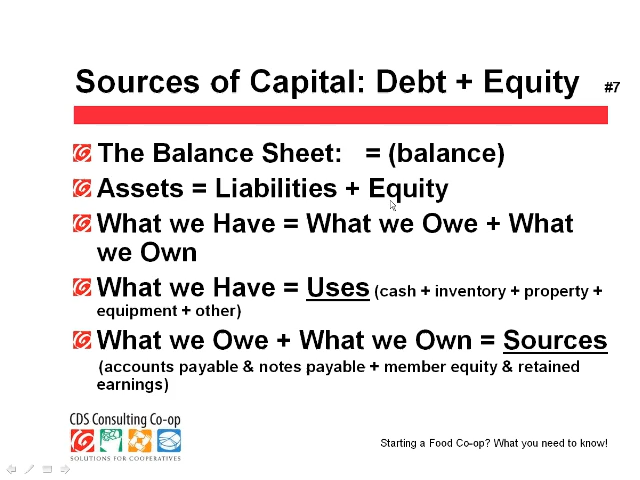 Sources of Capital: Debt + Equity #7
The Balance Sheet: = (balance)
Assets = Liabilities + Equity
What we Have = What we Owe + What
we Own
What we Have = Uses (cash + inventory + property +
equipment + other)
What we Owe + What we Own = Sources
(accounts payable & notes payable + member equity & retained
earnings)
CDS Consulting Co-op
SOLUTIONS FOR COOPERATIVES
Starting a Food Co-op? What you need to know!